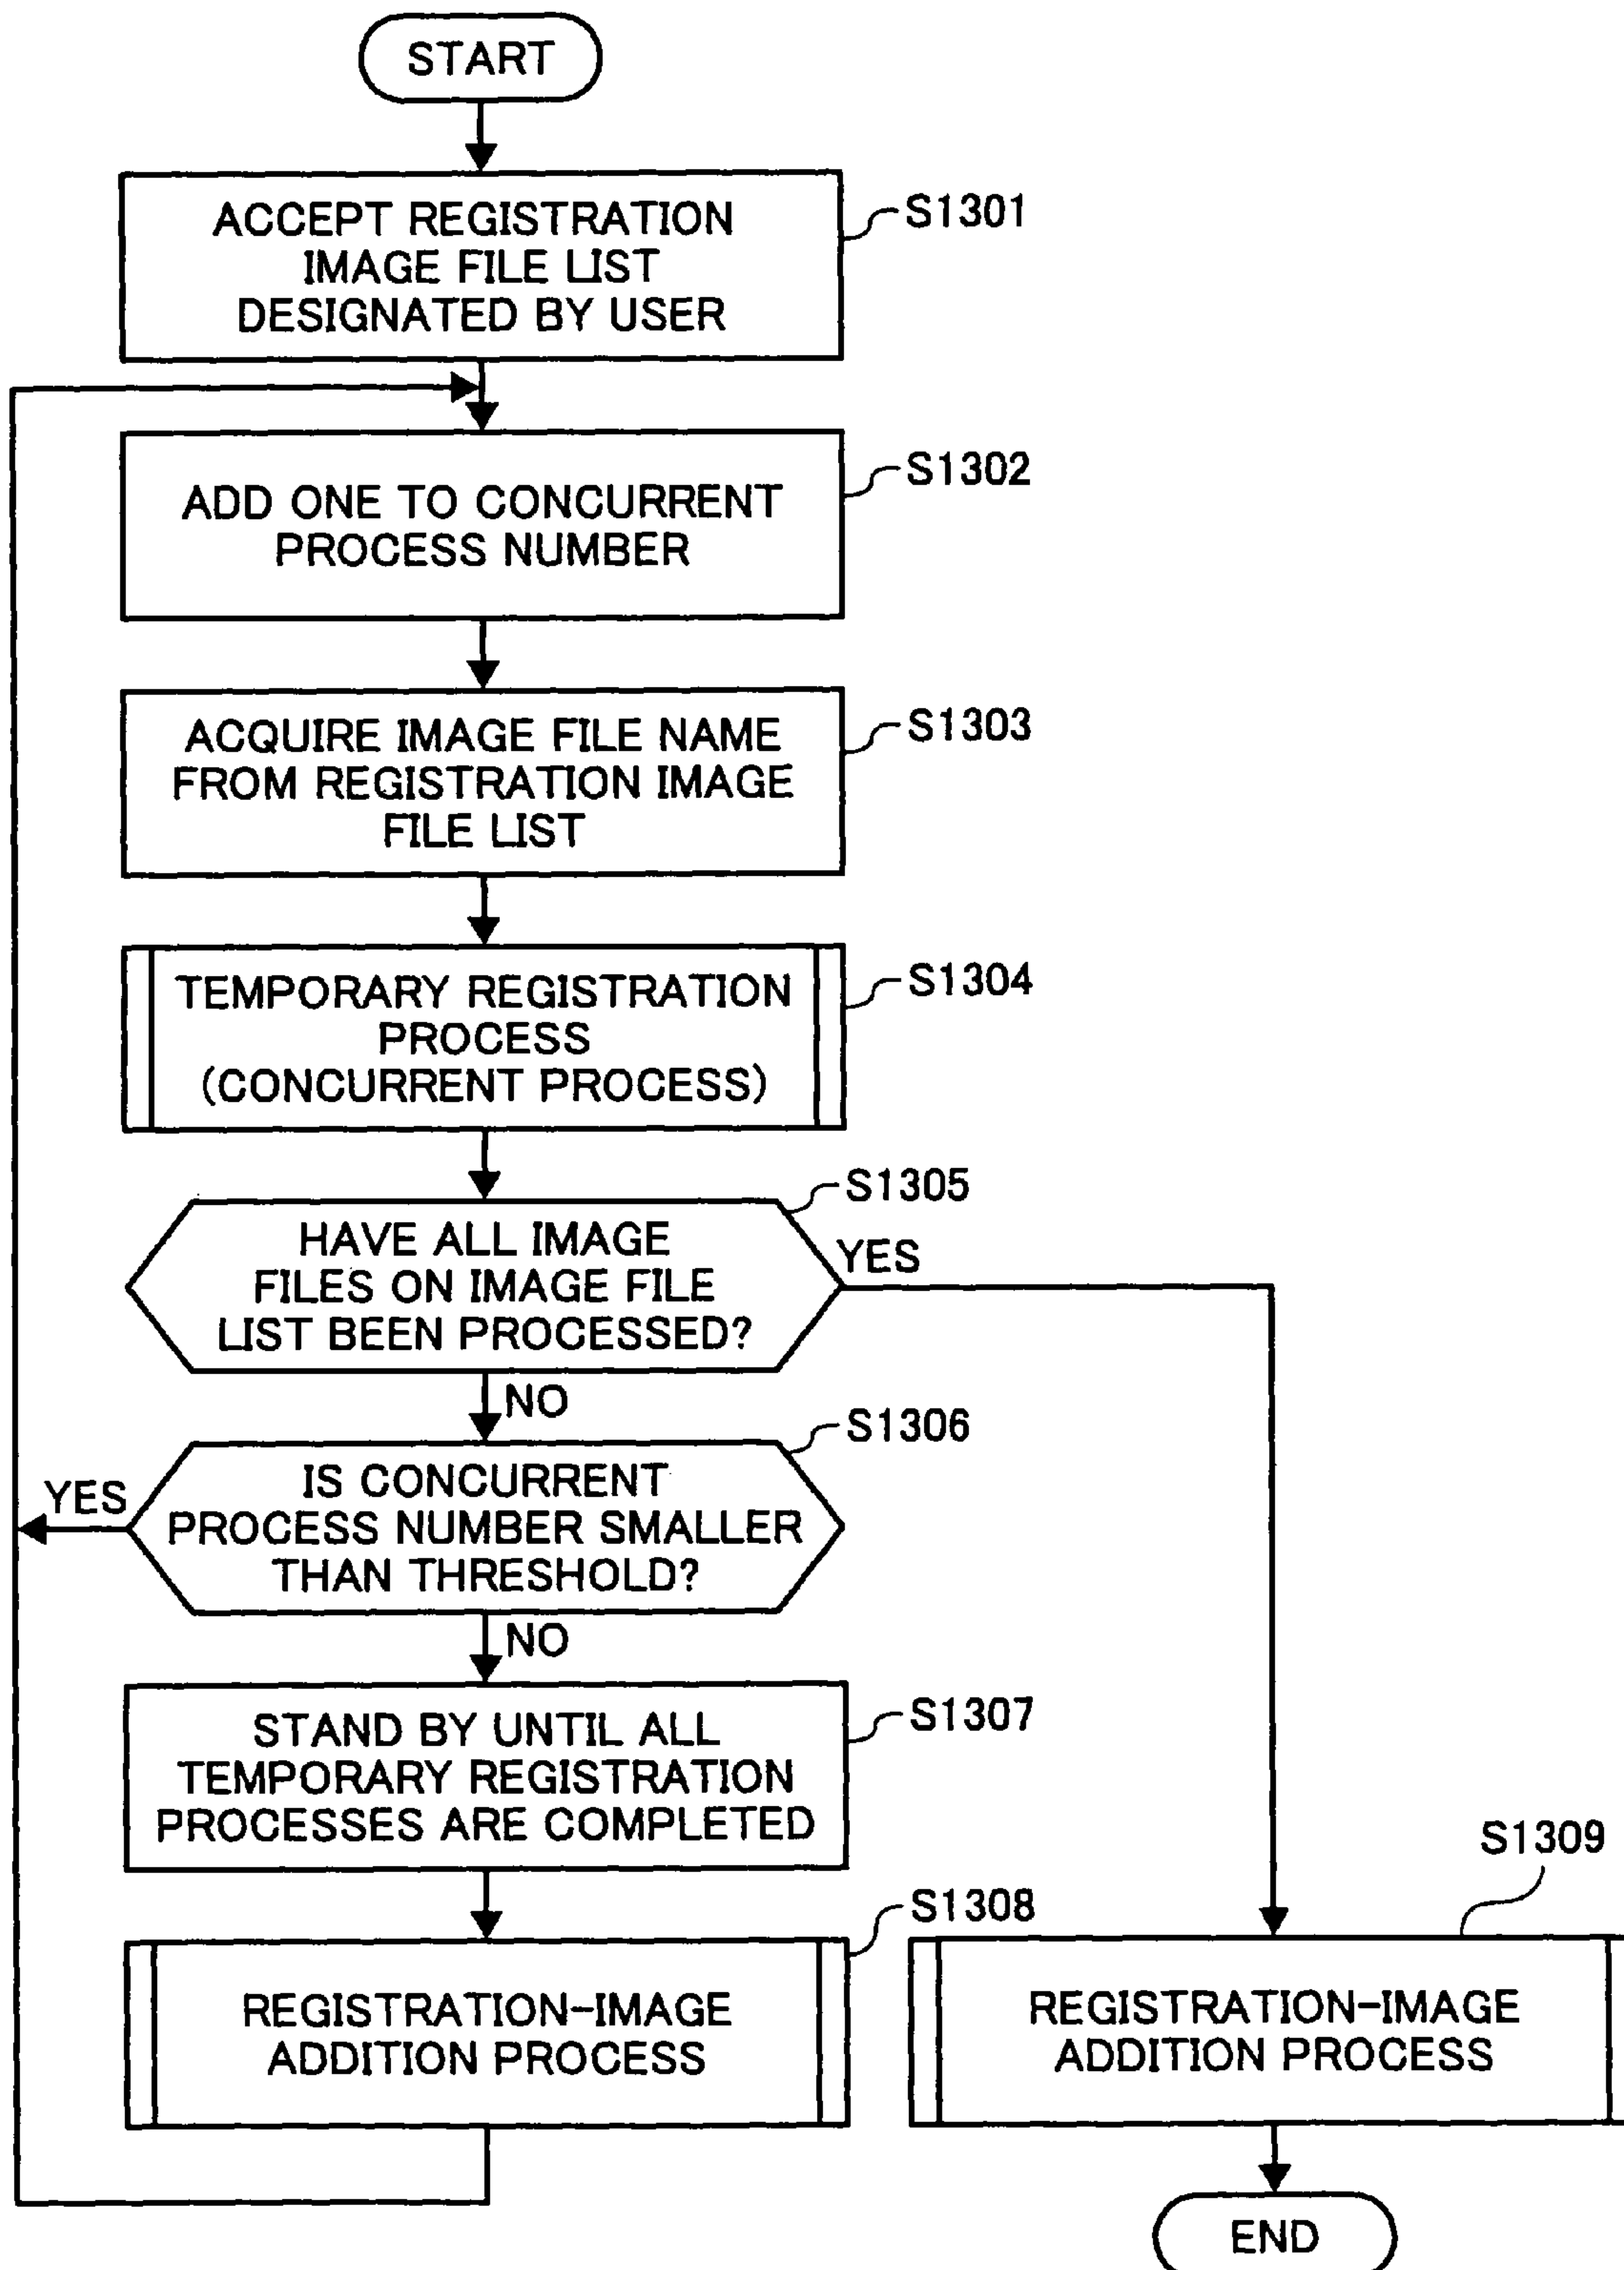 START
ACCEPT REGISTRATION
IMAGE FILE LIST
DESIGNATED BY USER
S1301
ADD ONE TO CONCURRENT
PROCESS NUMBER
S1302
ACQUIRE IMAGE FILE NAME
FROM REGISTRATION IMAGE
FILE LIST
S1303
TEMPORARY REGISTRATION
PROCESS
(CONCURRENT PROCESS)
S1304
HAVE ALL IMAGE
FILES ON IMAGE FILE
LIST BEEN PROCESSED?
S1305
YES
NO
IS CONCURRENT
PROCESS NUMBER SMALLER
THAN THRESHOLD?
S1306
YES
NO
STAND BY UNTIL ALL
TEMPORARY REGISTRATION
PROCESSES ARE COMPLETED
S1307
REGISTRATION-IMAGE
ADDITION PROCESS
S1308
REGISTRATION-IMAGE
ADDITION PROCESS
S1309
END